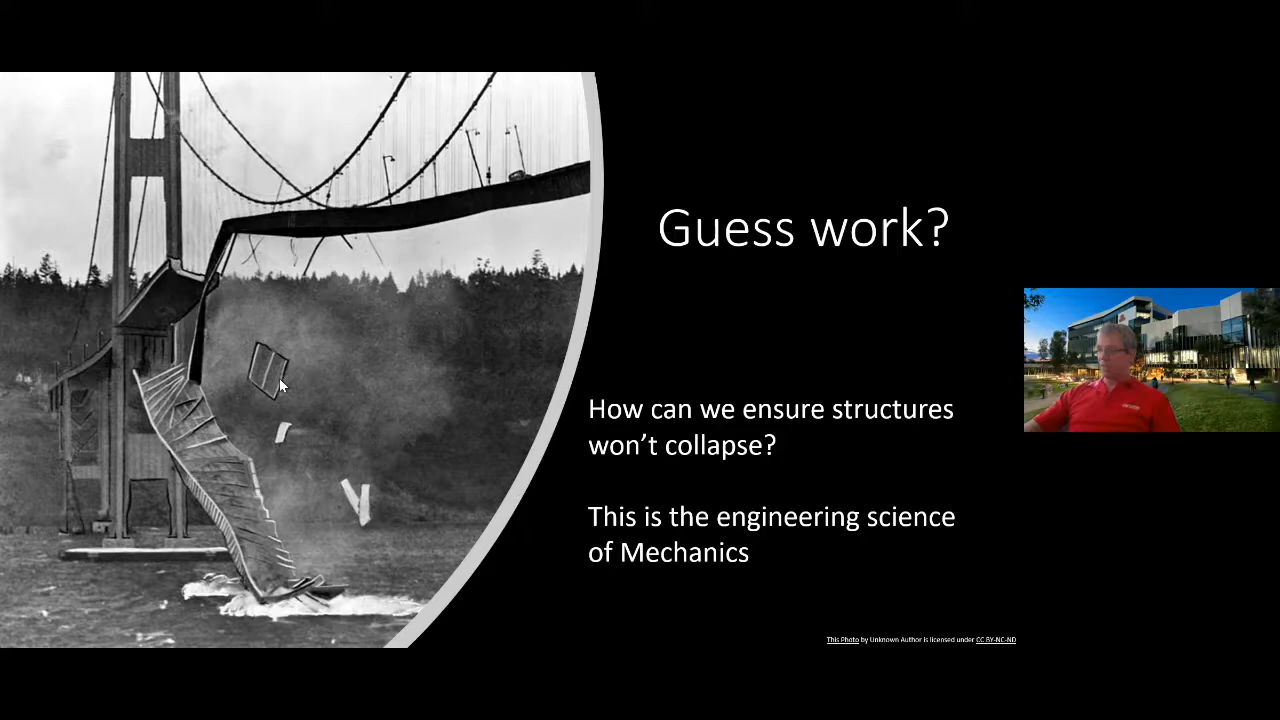 Guess work?
How can we ensure structures
won’t collapse?
This is the engineering science
of Mechanics
This Photo by Unknown Author is licensed under CC BY-NC-ND